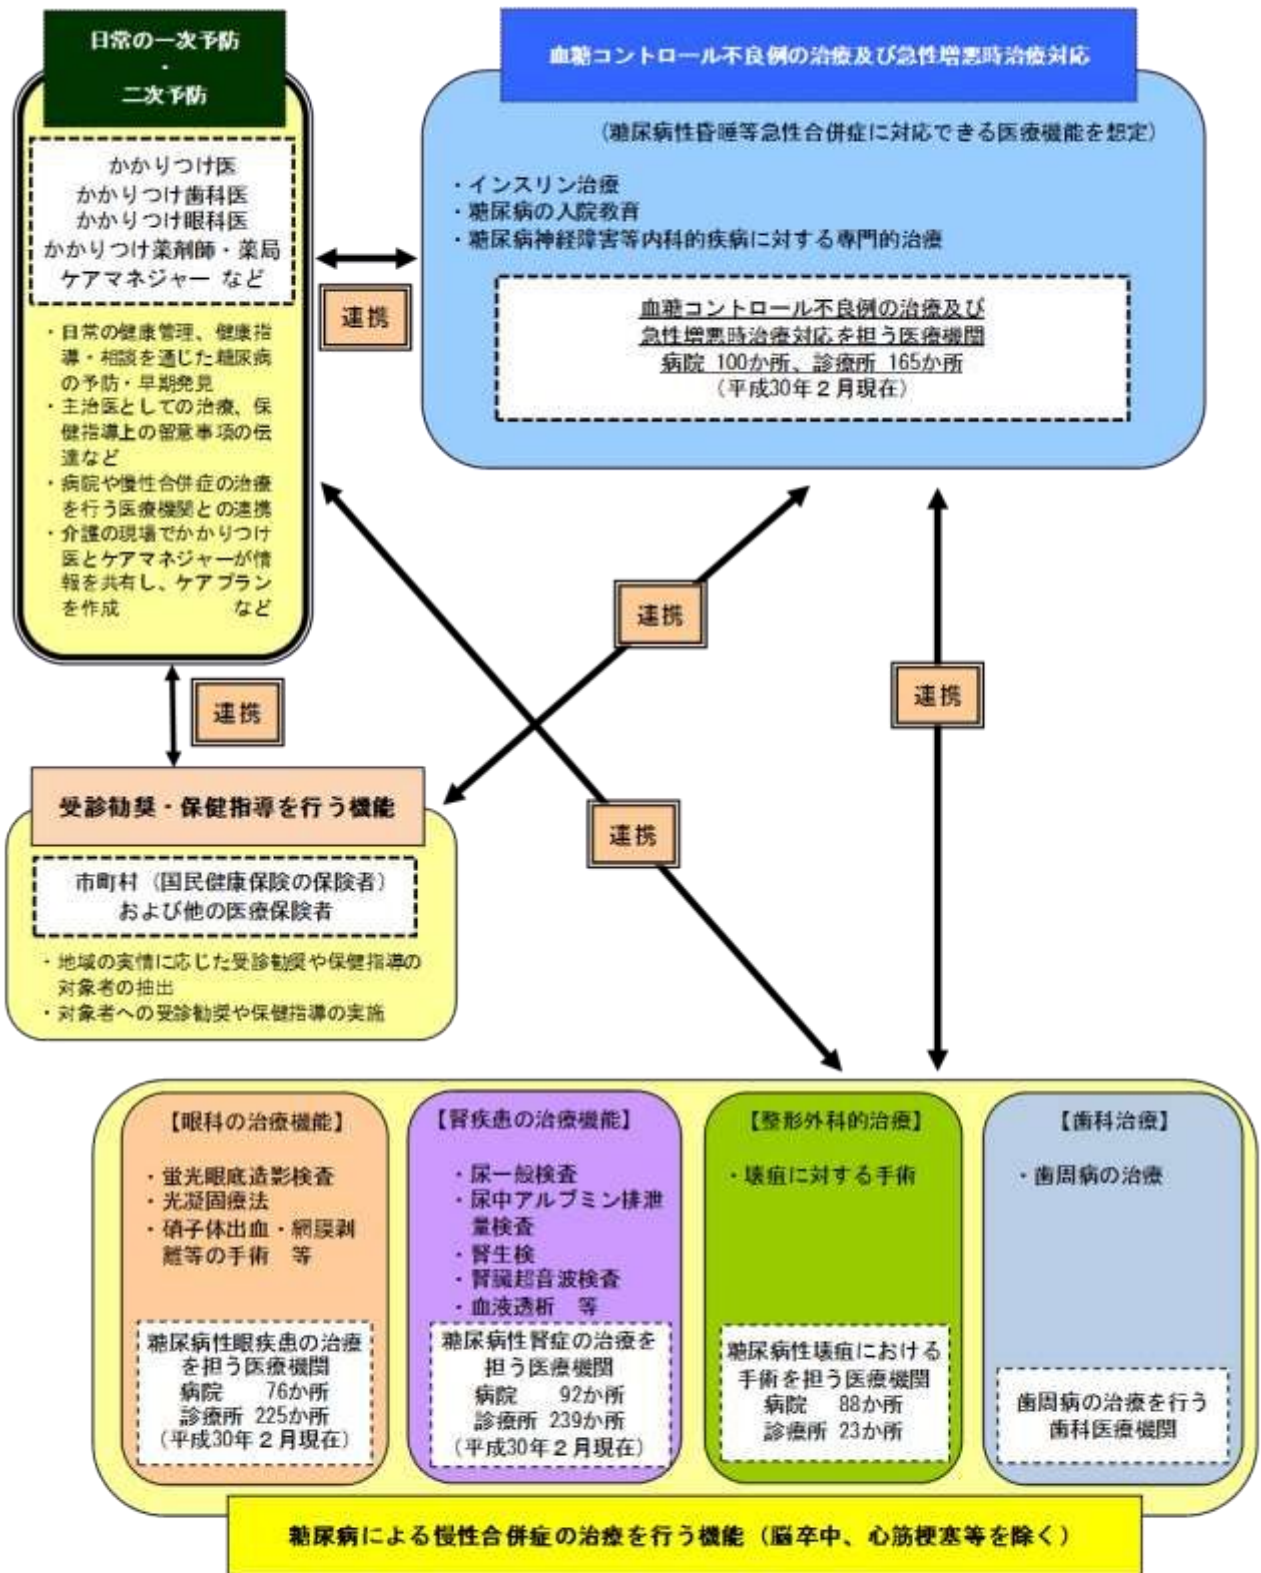 日常の一次予防
・
二次予防
かかりつけ医
かかりつけ歯科医
かかりつけ眼科医
かかりつけ薬剤師・薬局
ケアマネジャー など
・日常の健康管理、健康指
導・相談を通じた糖尿病
の予防・早期発見
・主治医としての治療、保
健指導上の留意事項の伝
達など
・病院や慢性合併症の治療
を行う医療機関との連携
・介護の現場でかかりつけ
医とケアマネジャーが情
報を共有し、ケアプラン
を作成 など
連携
血糖コントロール不良例の治療及び急性増悪時治療対応
(糖尿病性昏睡等急性合併症に対応できる医療機能を想定)
・インスリン治療
・糖尿病の入院教育
・糖尿病神経障害等内科的疾病に対する専門的治療
血糖コントロール不良例の治療及び
急性増悪時治療対応を担う医療機関
病院 100か所、診療所 165か所
(平成30年2月現在)
連携
連携
連携
連携
受診勧奨・保健指導を行う機能
市町村(国民健康保険の保険者)
および他の医療保険者
・地域の実情に応じた受診勧奨や保健指導の
対象者の抽出
・対象者への受診勧奨や保健指導の実施
【眼科の治療機能】
・蛍光眼底造影検査
・光凝固療法
・硝子体出血・網膜剥
離等の手術 等
糖尿病性眼疾患の治療
を担う医療機関
病院 76か所
診療所 225か所
(平成30年2月現在)
【腎疾患の治療機能】
・尿一般検査
・尿中アルブミン排泄
量検査
・腎生検
・腎臓超音波検査
・血液透析 等
糖尿病性腎症の治療を
担う医療機関
病院 92か所
診療所 239か所
(平成30年2月現在)
【整形外科的治療】
・壊疽に対する手術
糖尿病性壊疽における
手術を担う医療機関
病院 88か所
診療所 23か所
【歯科治療】
・歯周病の治療
歯周病の治療を行う
歯科医療機関
糖尿病による慢性合併症の治療を行う機能(脳卒中、心筋梗塞等を除く)